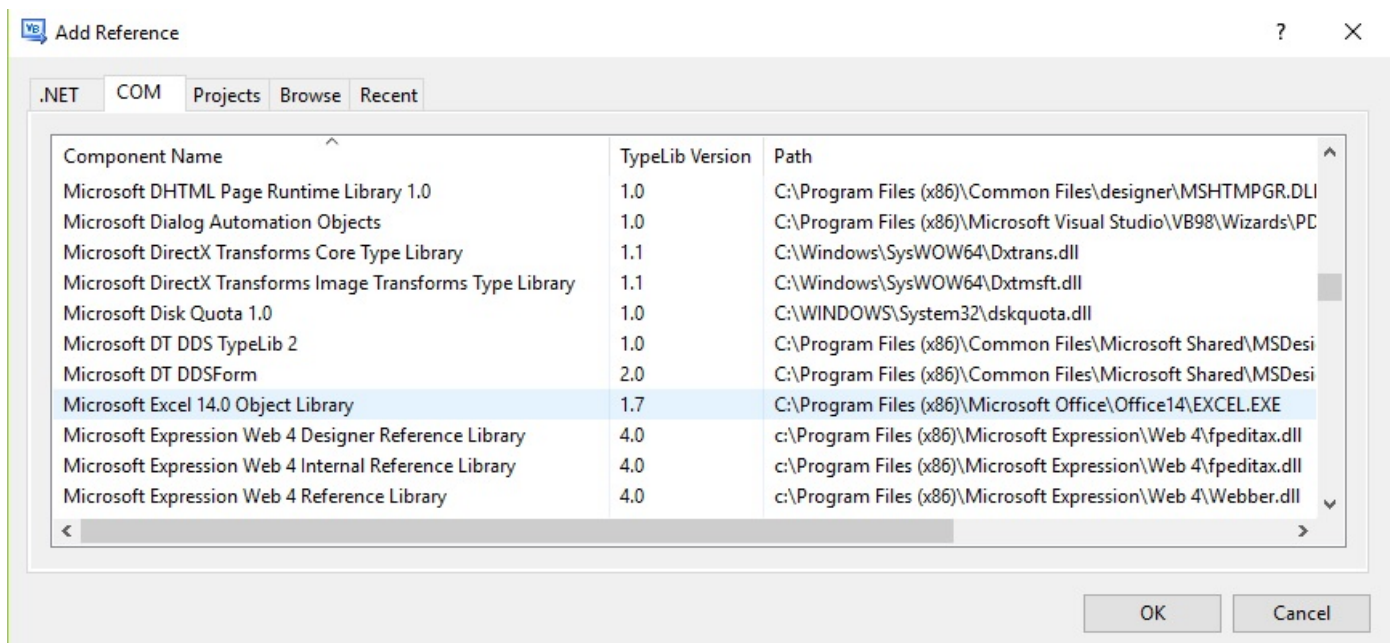 VB Add Reference ?
.NET COM Projects Browse Recent
Component Name TypeLib Version Path
Microsoft DHTML Page Runtime Library 1.0 1.0 C:\Program Files (x86)\Common Files\designer\MSHTMPGR.DLI
Microsoft Dialog Automation Objects 1.0 C:\Program Files (x86)\Microsoft Visual Studio\VB98\Wizards\PD
Microsoft DirectX Transforms Core Type Library 1.1 C:\Windows\SysWOW64\Dxtrans.dll
Microsoft DirectX Transforms Image Transforms Type Library 1.1 C:\Windows\SysWOW64\Dxtmsft.dll
Microsoft Disk Quota 1.0 1.0 C:\WINDOWS\System32\dskquota.dll
Microsoft DT DDS TypeLib 2 1.0 C:\Program Files (x86)\Common Files\Microsoft Shared\MSDesi
Microsoft DT DDSForm 2.0 C:\Program Files (x86)\Common Files\Microsoft Shared\MSDesi
Microsoft Excel 14.0 Object Library 1.7 C:\Program Files (x86)\Microsoft Office\Office14\EXCEL.EXE
Microsoft Expression Web 4 Designer Reference Library 4.0 c:\Program Files (x86)\Microsoft Expression\Web 4\fpeditax.dll
Microsoft Expression Web 4 Internal Reference Library 4.0 c:\Program Files (x86)\Microsoft Expression\Web 4\fpeditax.dll
Microsoft Expression Web 4 Reference Library 4.0 c:\Program Files (x86)\Microsoft Expression\Web 4\Webber.dll
OK Cancel